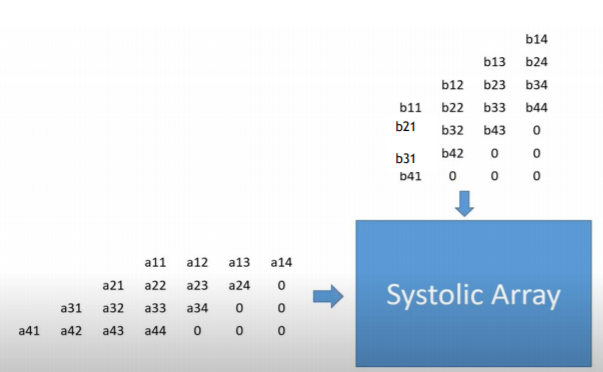 b14
b13 b24
b12 b23 b34
b11 b22 b33 b44
b21 b32 b43 0
b31 b42 0 0
b41 0 0 0
a11 a12 a13 a14
a21 a22 a23 a24 0
a31 a32 a33 a34 0 0
a41 a42 a43 a44 0 0 0
Systolic Array